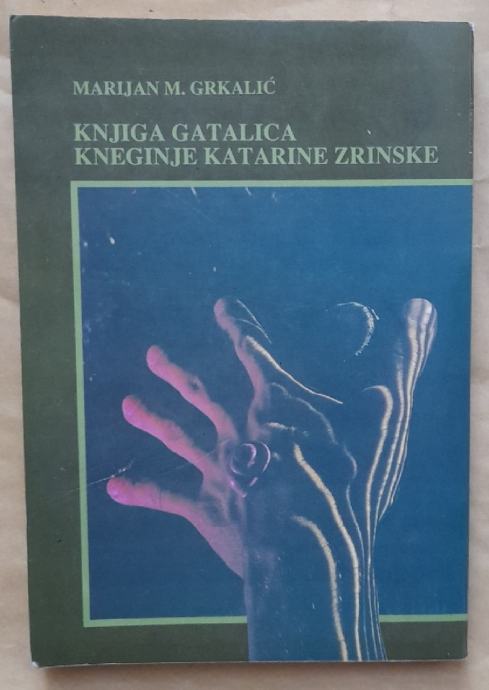 MARIJAN M. GRKALIĆ
KNJIGA GATALICA
KNEGINJE KATARINE ZRINSKE